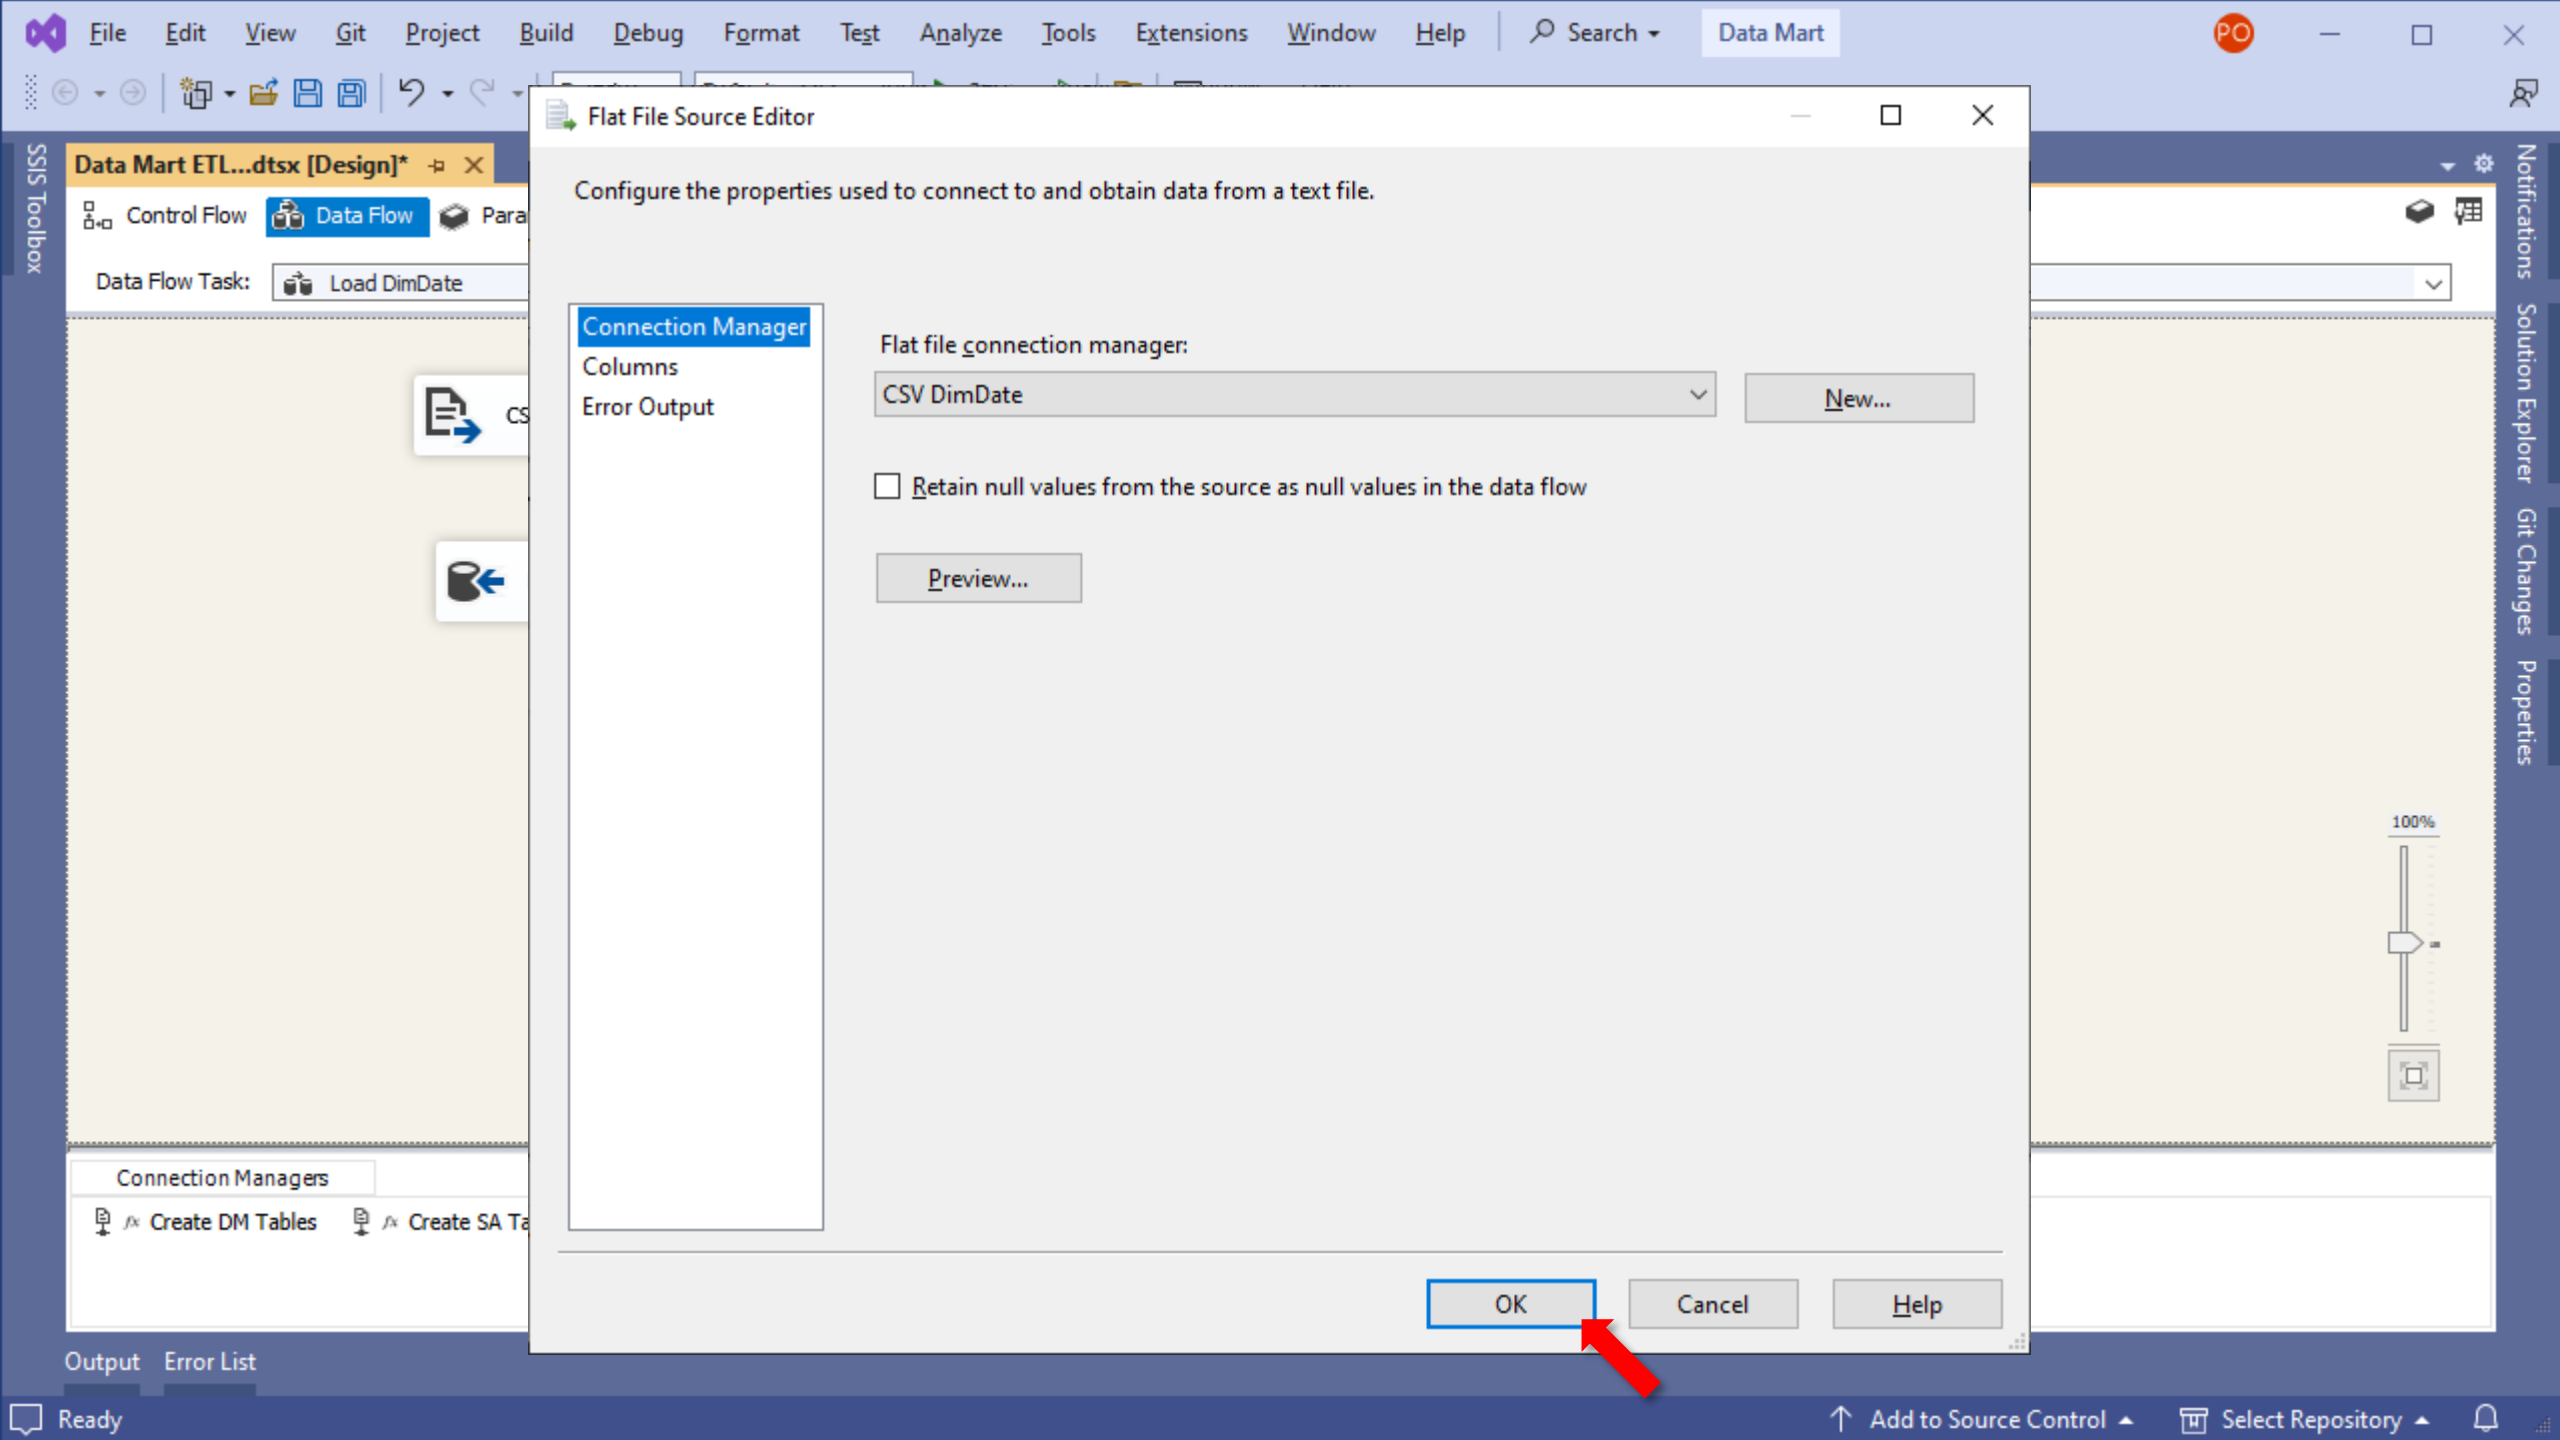 File Edit View Git Project Build Debug Format Test Analyze Tools Extensions Window Help Search Data Mart PO
Flat File Source Editor
Data Mart ETL...dtsx [Design]*
Configure the properties used to connect to and obtain data from a text file.
Control Flow Data Flow Para
Data Flow Task: Load DimDate
Connection Manager
Columns
Error Output
Flat file connection manager:
CSV DimDate
New...
Retain null values from the source as null values in the data flow
Preview...
CS
SSIS Toolbox
Notifications
Solution Explorer
Git Changes
Properties
100%
Connection Managers
fx Create DM Tables fx Create SA Ta
OK Cancel Help
Output Error List
Ready Add to Source Control Select Repository